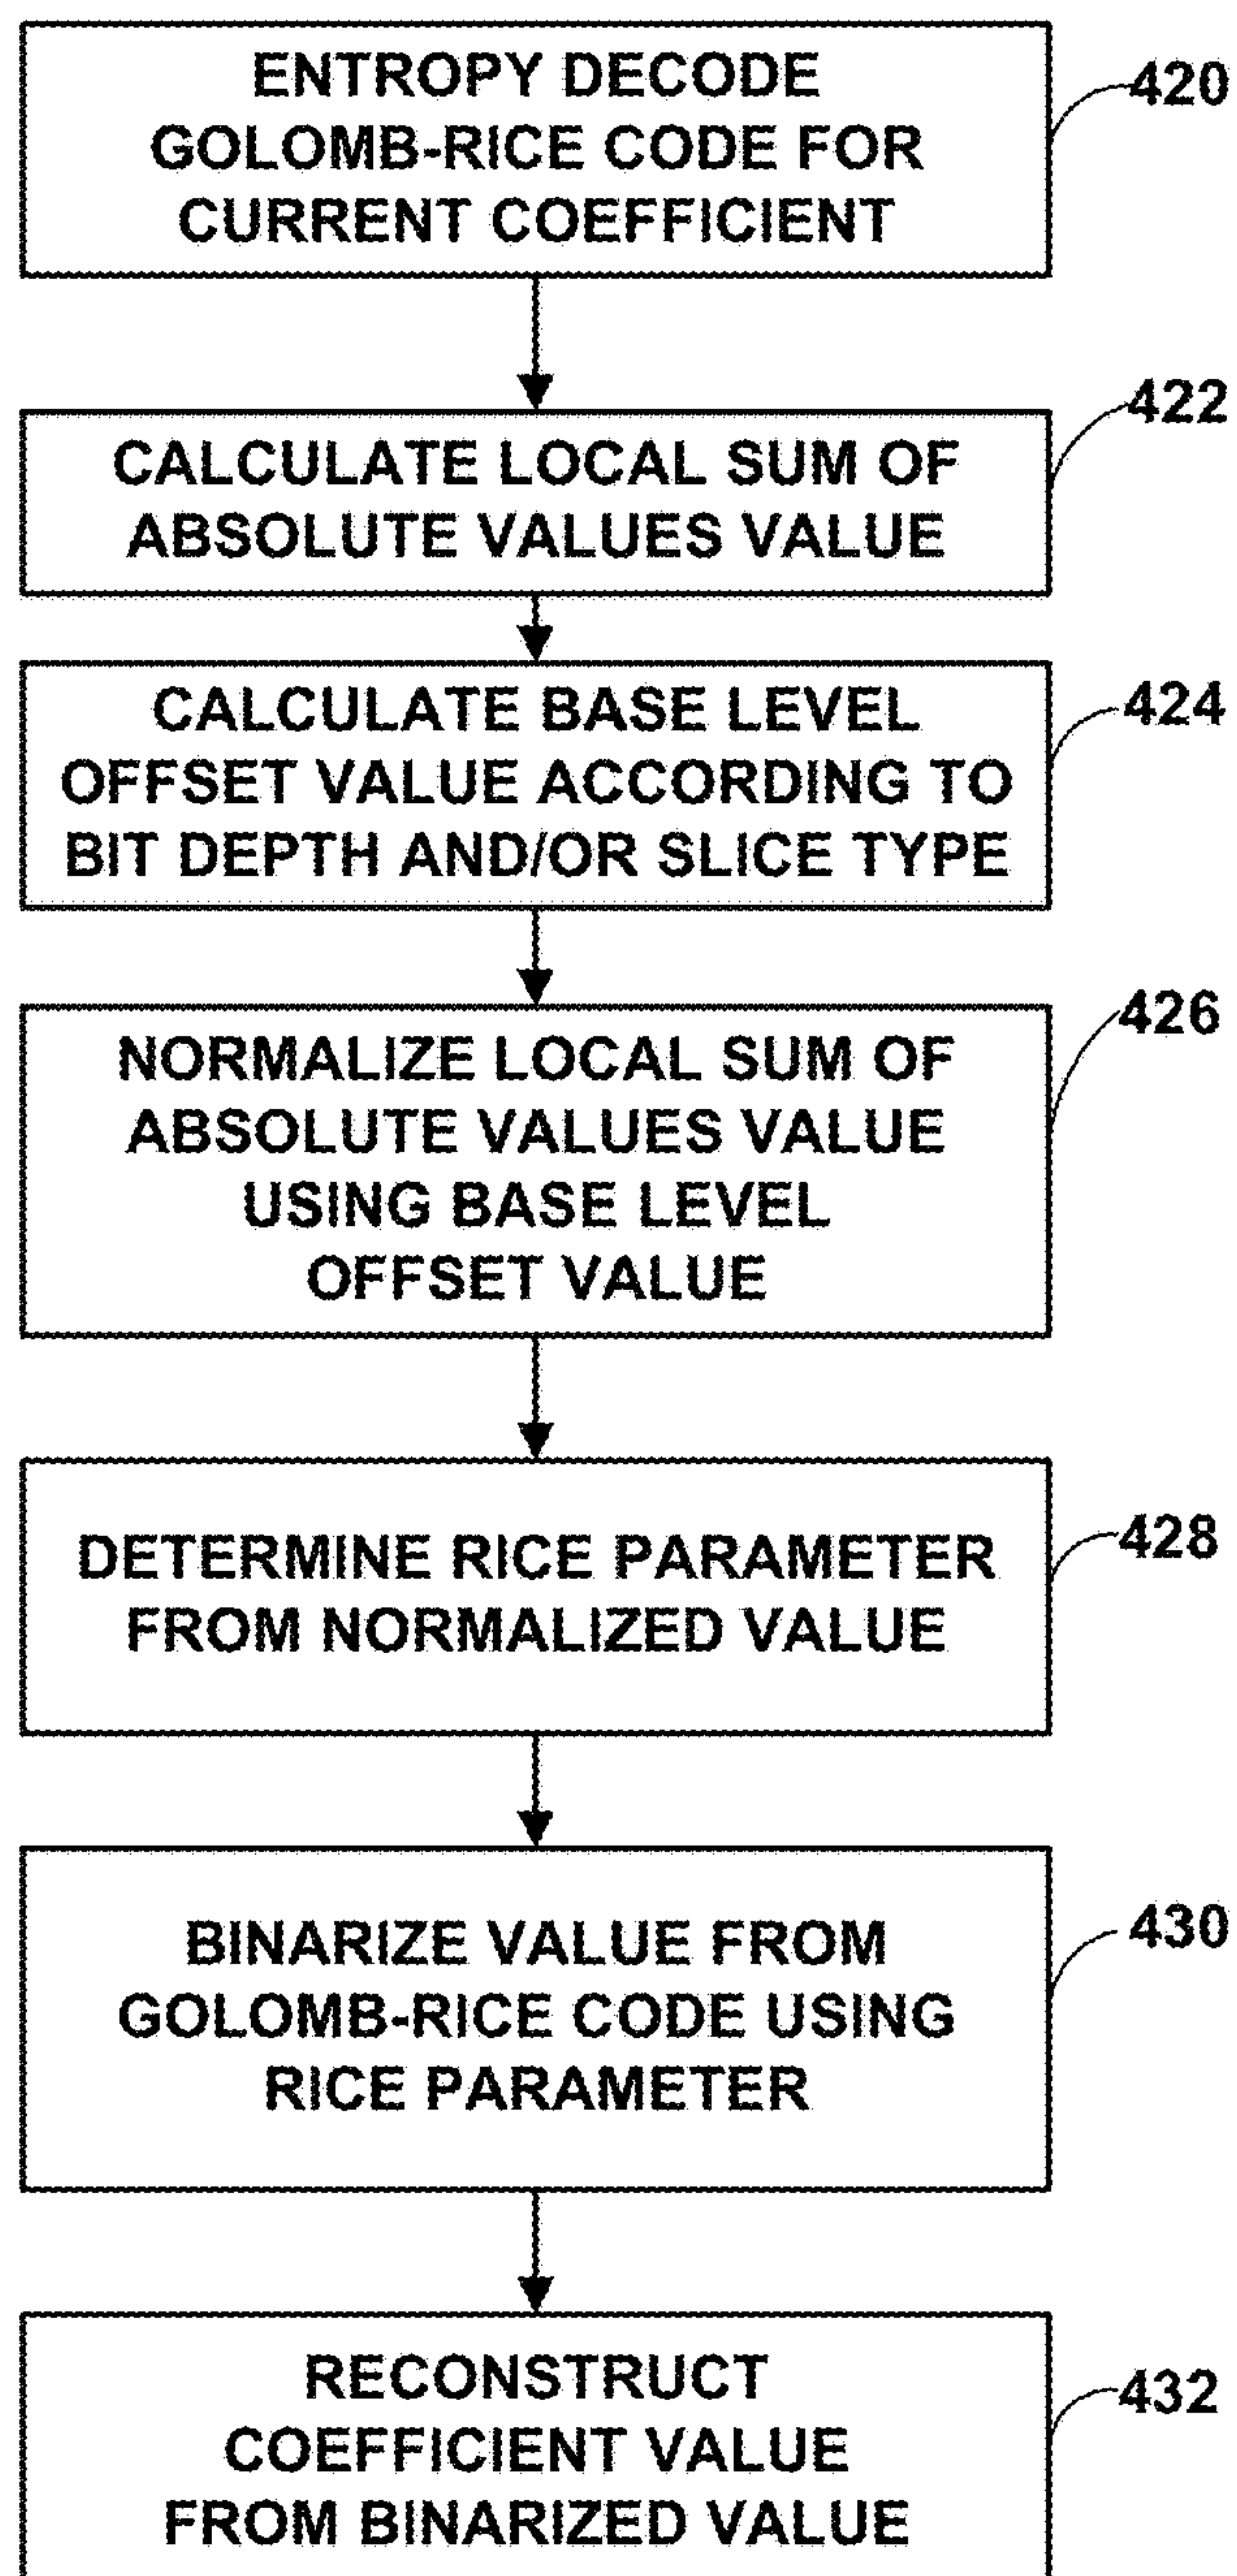 ENTROPY DECODE
GOLOMB-RICE CODE FOR
CURRENT COEFFICIENT
420
CALCULATE LOCAL SUM OF
ABSOLUTE VALUES VALUE
422
CALCULATE BASE LEVEL
OFFSET VALUE ACCORDING TO
BIT DEPTH AND/OR SLICE TYPE
424
NORMALIZE LOCAL SUM OF
ABSOLUTE VALUES VALUE
USING BASE LEVEL
OFFSET VALUE
426
DETERMINE RICE PARAMETER
FROM NORMALIZED VALUE
428
BINARIZE VALUE FROM
GOLOMB-RICE CODE USING
RICE PARAMETER
430
RECONSTRUCT
COEFFICIENT VALUE
FROM BINARIZED VALUE
432